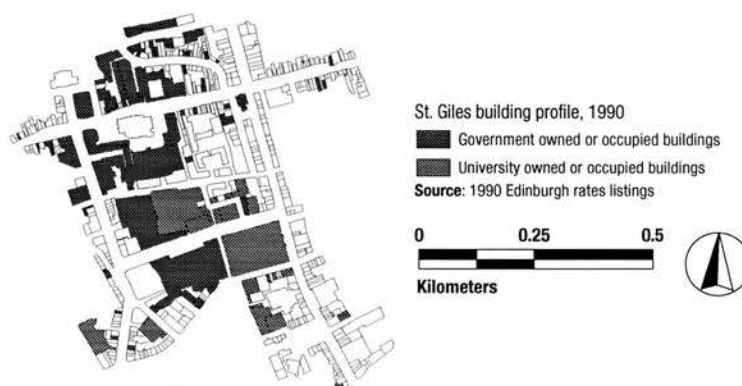 St. Giles building profile, 1990
Government owned or occupied buildings
University owned or occupied buildings
Source: 1990 Edinburgh rates listings
0 0.25 0.5
Kilometers